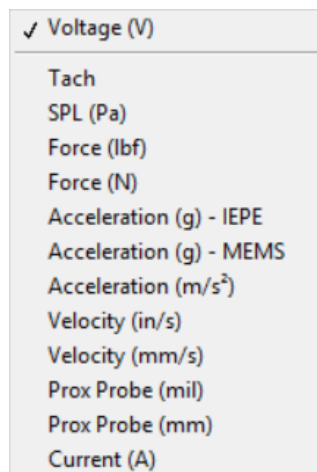 ✓ Voltage (V)
Tach
SPL (Pa)
Force (lbf)
Force (N)
Acceleration (g) - IEPE
Acceleration (g) - MEMS
Acceleration (m/s²)
Velocity (in/s)
Velocity (mm/s)
Prox Probe (mil)
Prox Probe (mm)
Current (A)